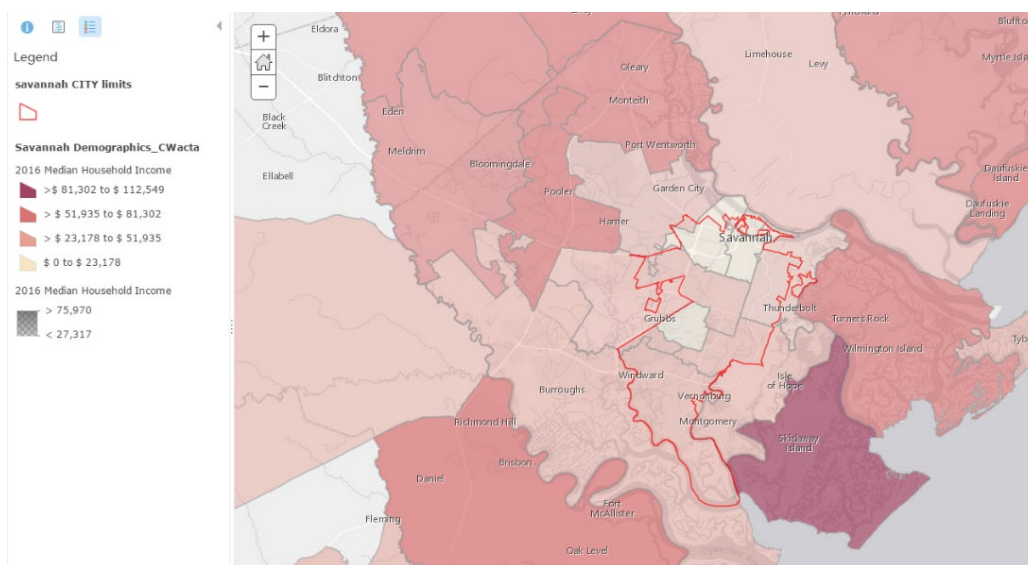 Legend
savannah CITY limits
Savannah Demographics_CWacta
2016 Median Household Income
>$ 81,302 to $ 112,549
> $ 51,935 to $ 81,302
> $ 23,178 to $ 51,935
$ 0 to $ 23,178
2016 Median Household Income
> 75,970
< 27,317
+
−
Eldora
Blitchton
Black
Creek
Ellabell
Eden
Meldrim
Bloomingdale
Pooler
Oleary
Monteith
Port Wentworth
Garden City
Hamer
Savannah
Limehouse
Levy
Myrtle Isla
Daufuskie
Island
Daufuskie
Landing
Thunderbolt
Turners Rock
Wilmington Island
Tyb
Grubbs
Isle
of Hope
Windward
Vernonburg
Montgomery
Burroughs
Skidaway
Island
Richmond Hill
Brisbon
Daniel
Fort
McAllister
Fleming
Oak Level